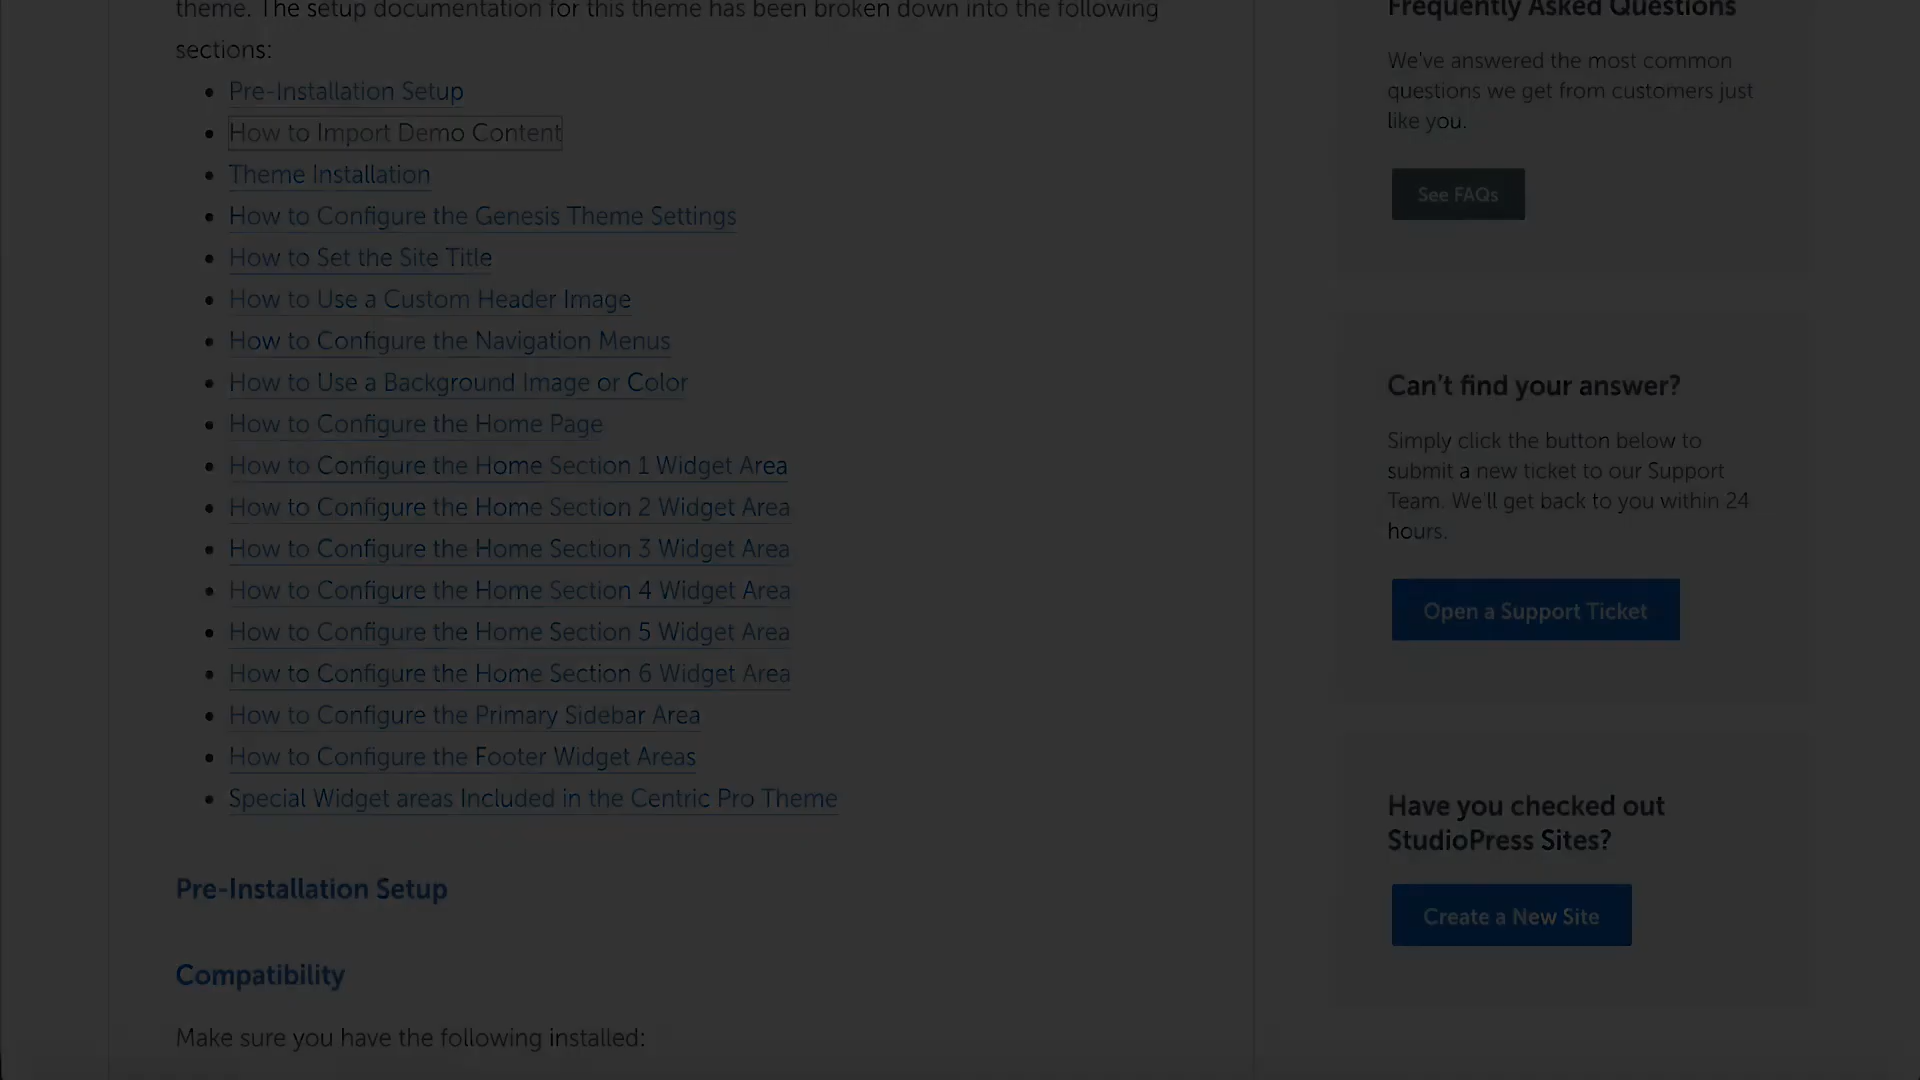 theme. The setup documentation for this theme has been broken down into the following
sections:
Pre-Installation Setup
How to Import Demo Content
Theme Installation
How to Configure the Genesis Theme Settings
How to Set the Site Title
How to Use a Custom Header Image
How to Configure the Navigation Menus
How to Use a Background Image or Color
How to Configure the Home Page
How to Configure the Home Section 1 Widget Area
How to Configure the Home Section 2 Widget Area
How to Configure the Home Section 3 Widget Area
How to Configure the Home Section 4 Widget Area
How to Configure the Home Section 5 Widget Area
How to Configure the Home Section 6 Widget Area
How to Configure the Primary Sidebar Area
How to Configure the Footer Widget Areas
Special Widget areas Included in the Centric Pro Theme
Pre-Installation Setup
Compatibility
Make sure you have the following installed:
Frequently Asked Questions
We've answered the most common
questions we get from customers just
like you.
See FAQs
Can't find your answer?
Simply click the button below to
submit a new ticket to our Support
Team. We'll get back to you within 24
hours.
Open a Support Ticket
Have you checked out
StudioPress Sites?
Create a New Site